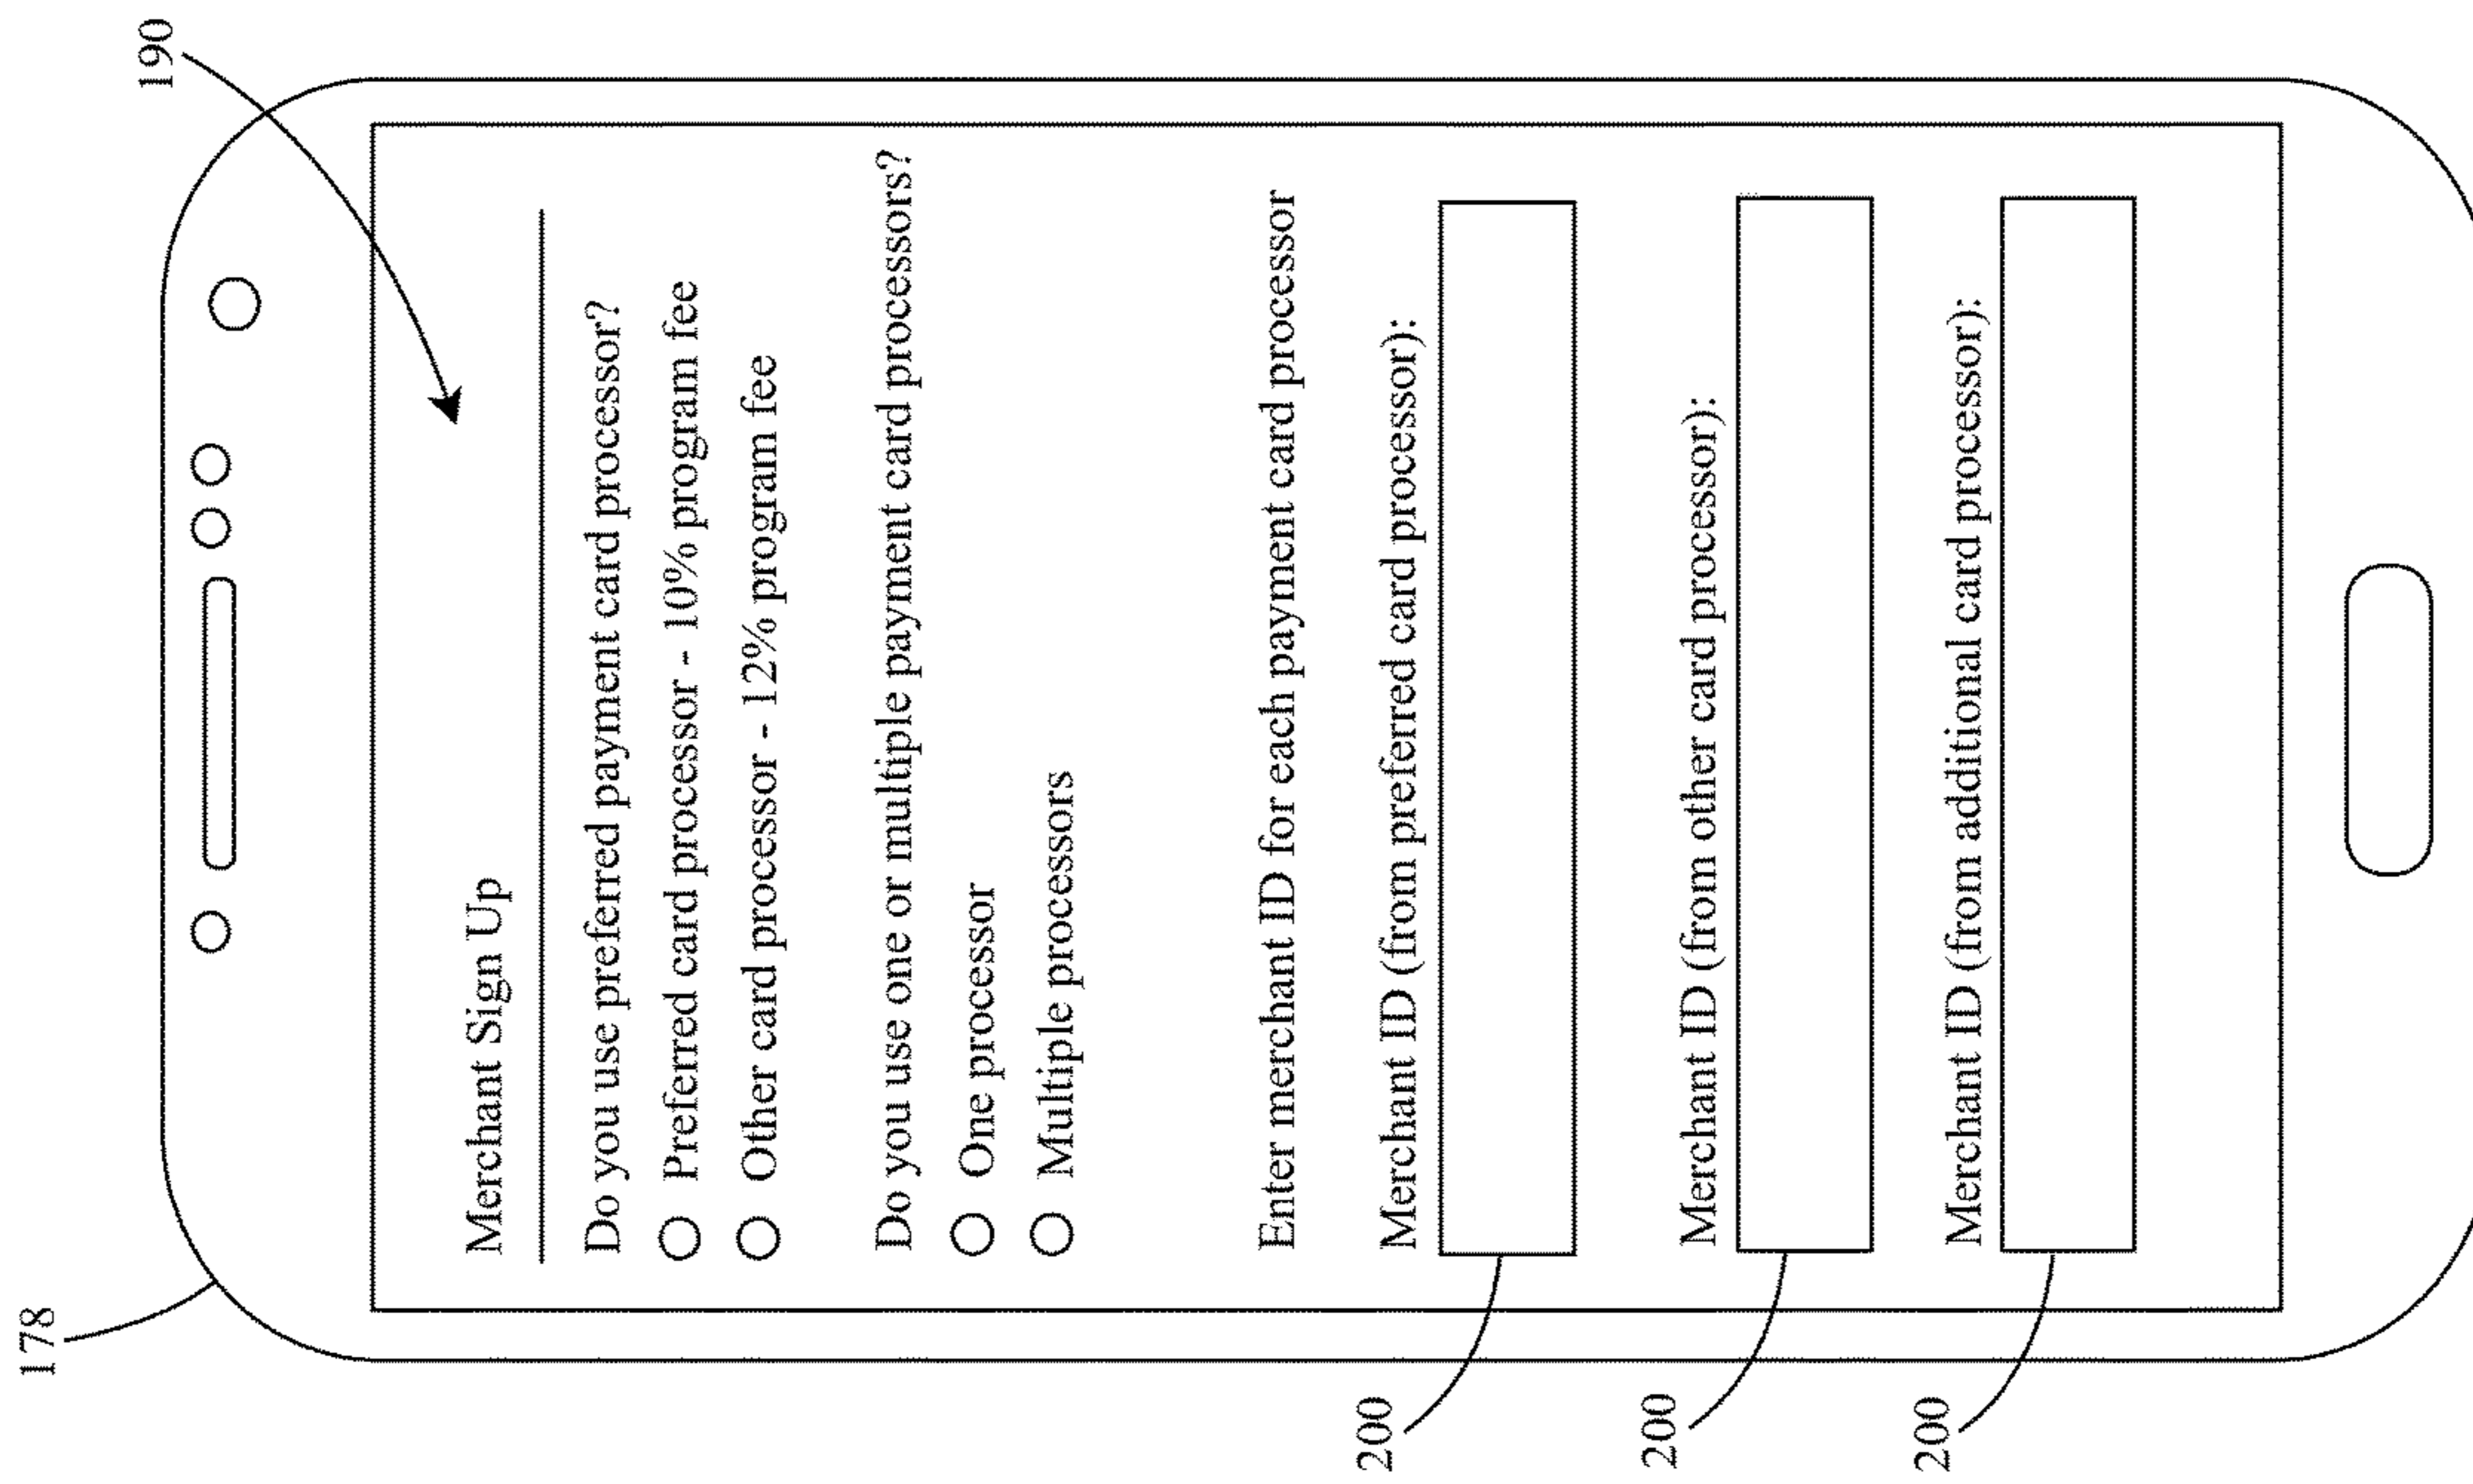 190
178
Merchant Sign Up
Do you use preferred payment card processor?
Preferred card processor - 10% program fee
Other card processor - 12% program fee
Do you use one or multiple payment card processors?
One processor
Multiple processors
Enter merchant ID for each payment card processor
Merchant ID (from preferred card processor):
200
Merchant ID (from other card processor):
200
Merchant ID (from additional card processor):
200